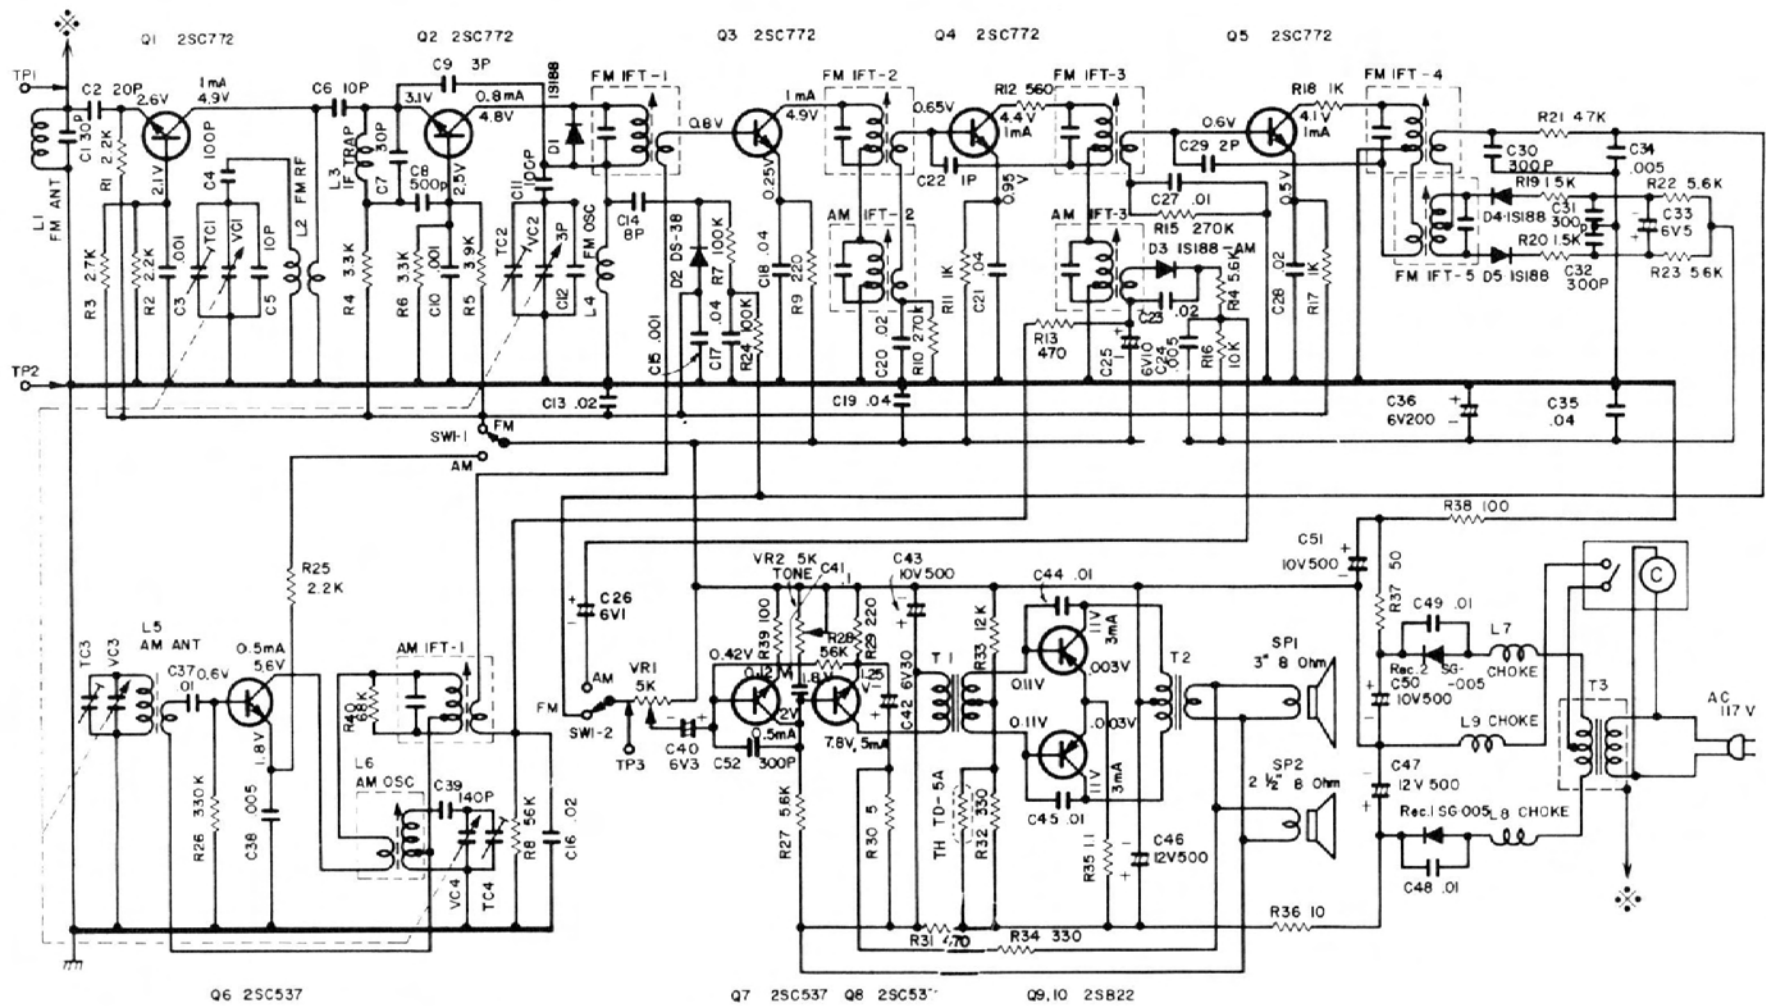 ※
Q1 2SC772
Q2 2SC772
Q3 2SC772
Q4 2SC772
Q5 2SC772
TP1
C2 20P
2.6V
1mA
4.9V
C6 10P
C9 3P
3.1V
0.8mA
4.8V
1S188
D1
FM IFT-1
0.8V
1mA
4.9V
FM IFT-2
0.65V
R12 560
4.4V
1mA
FM IFT-3
0.6V
R18 1K
4.1V
1mA
FM IFT-4
R21 47K
C1 30P
R1 2.2K
C4 100P
2.1V
L3
IF TRAP
C7 30P
C8
500P
2.5V
C11
100P
0.25V
C22 1P
0.95V
C29 2P
C27 .01
R15 270K
0.5V
C30
300P
C34
.005
R19 1.5K
R22 5.6K
D4·1S188
C31
300P
C33
6V5
R20 1.5K
FM IFT-5
D5 1S188
C32
300P
R23 5.6K
L1
FM ANT
R3 2.7K
R2 2.2K
C3 .001
TC1
VC1
10P
C5
L2 FM RF
R4 3.3K
R6 3.3K
C10 .001
R5 3.9K
TC2
VC2
3P
C12
FM OSC
L4
C14
8P
D2 DS-38
R7 100K
C15 .001
C17 .04
R24 100K
C18 .04
R9 220
AM IFT-2
C20 .02
R10 270K
R11 1K
C21 .04
AM IFT-3
D3 1S188-AM
C23 .02
R14 5.6K
R13
470
C25
6V10
C24
.005
R16
10K
C28 .02
R17 1K
TP2
C13 .02
C19 .04
C36
6V200
C35
.04
SW1-1
FM
AM
R38 100
R25
2.2K
C26
6V1
VR2 5K
TONE
C41
.1
C43
10V500
C44 .01
C51
10V500
R37 50
C
TC3
VC3
L5
AM ANT
C37
.01
0.6V
0.5mA
5.6V
AM IFT-1
R40
68K
AM
FM
SW1-2
VR1
5K
TP3
0.42V
R39 100
R28
56K
R29 220
0.12V
1.8V
1.25V
2V
0.5mA
7.8V, 5mA
C40
6V3
C52 300P
C42 6V30
T1
R33 12K
0.11V
11V
3mA
.003V
0.11V
.003V
11V
3mA
C45 .01
T2
SP1
3" 8 Ohm
SP2
2 ½" 8 Ohm
C49 .01
L7
CHOKE
Rec.2 SG-
-005
C50
10V500
L9 CHOKE
T3
AC
117V
C47
12V 500
Rec.1 SG-005
L8 CHOKE
C48 .01
※
1.8V
R26 330K
C38 .005
L6
AM OSC
C39
140P
VC4
TC4
R8 56K
C16 .02
R27 5.6K
R30 5
TH TD-5A
R32 330
R35 1.1
C46
12V500
R31 470
R34 330
R36 10
Q6 2SC537
Q7 2SC537
Q8
Q9,10 2SB22